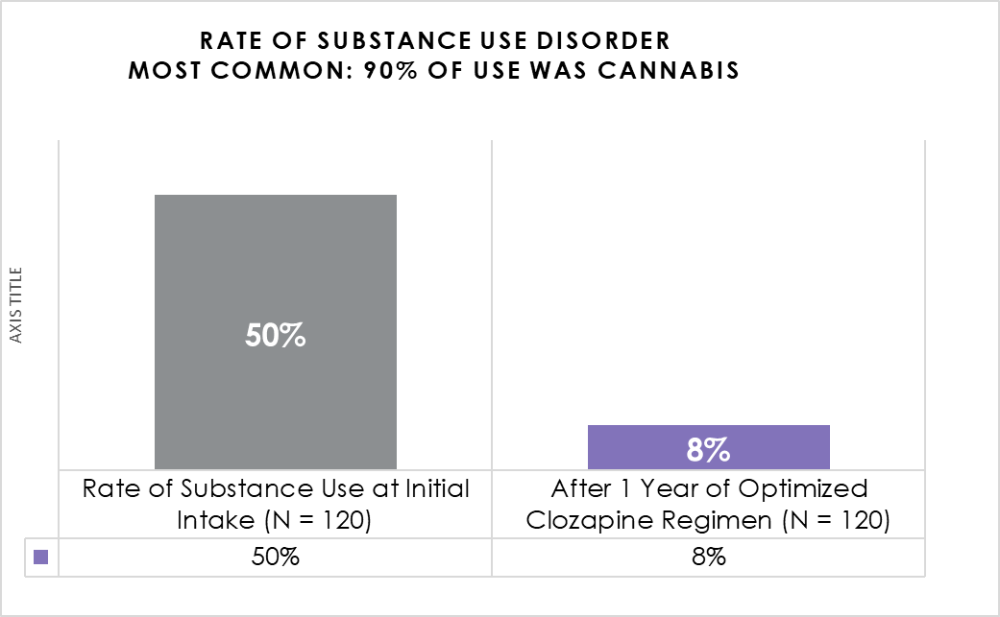 RATE OF SUBSTANCE USE DISORDER
MOST COMMON: 90% OF USE WAS CANNABIS
AXIS TITLE
50%
8%
Rate of Substance Use at Initial
Intake (N = 120)
After 1 Year of Optimized
Clozapine Regimen (N = 120)
50%
8%